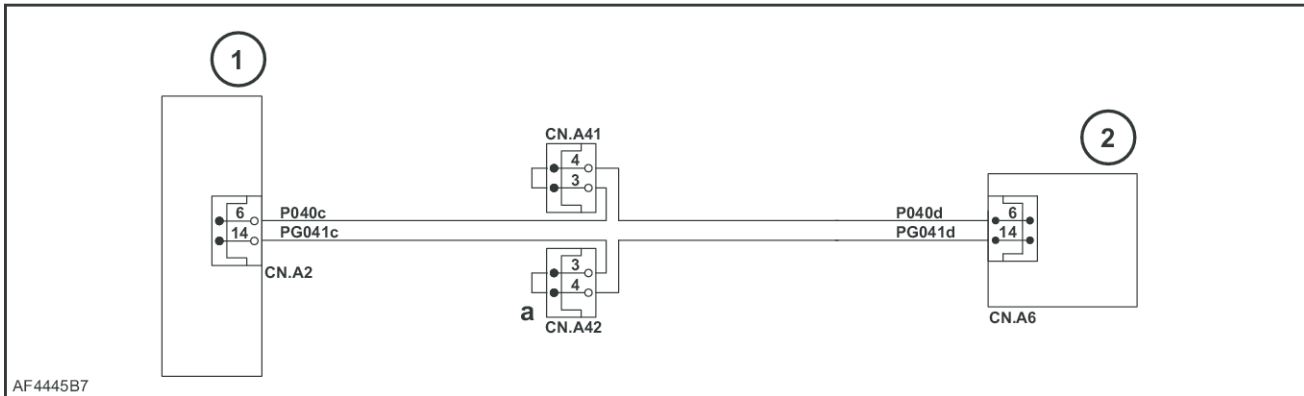 1
CN.A41
4
3
2
6
P040c
14
PG041c
CN.A2
P040d
6
PG041d
14
3
4
a
CN.A42
CN.A6
AF4445B7